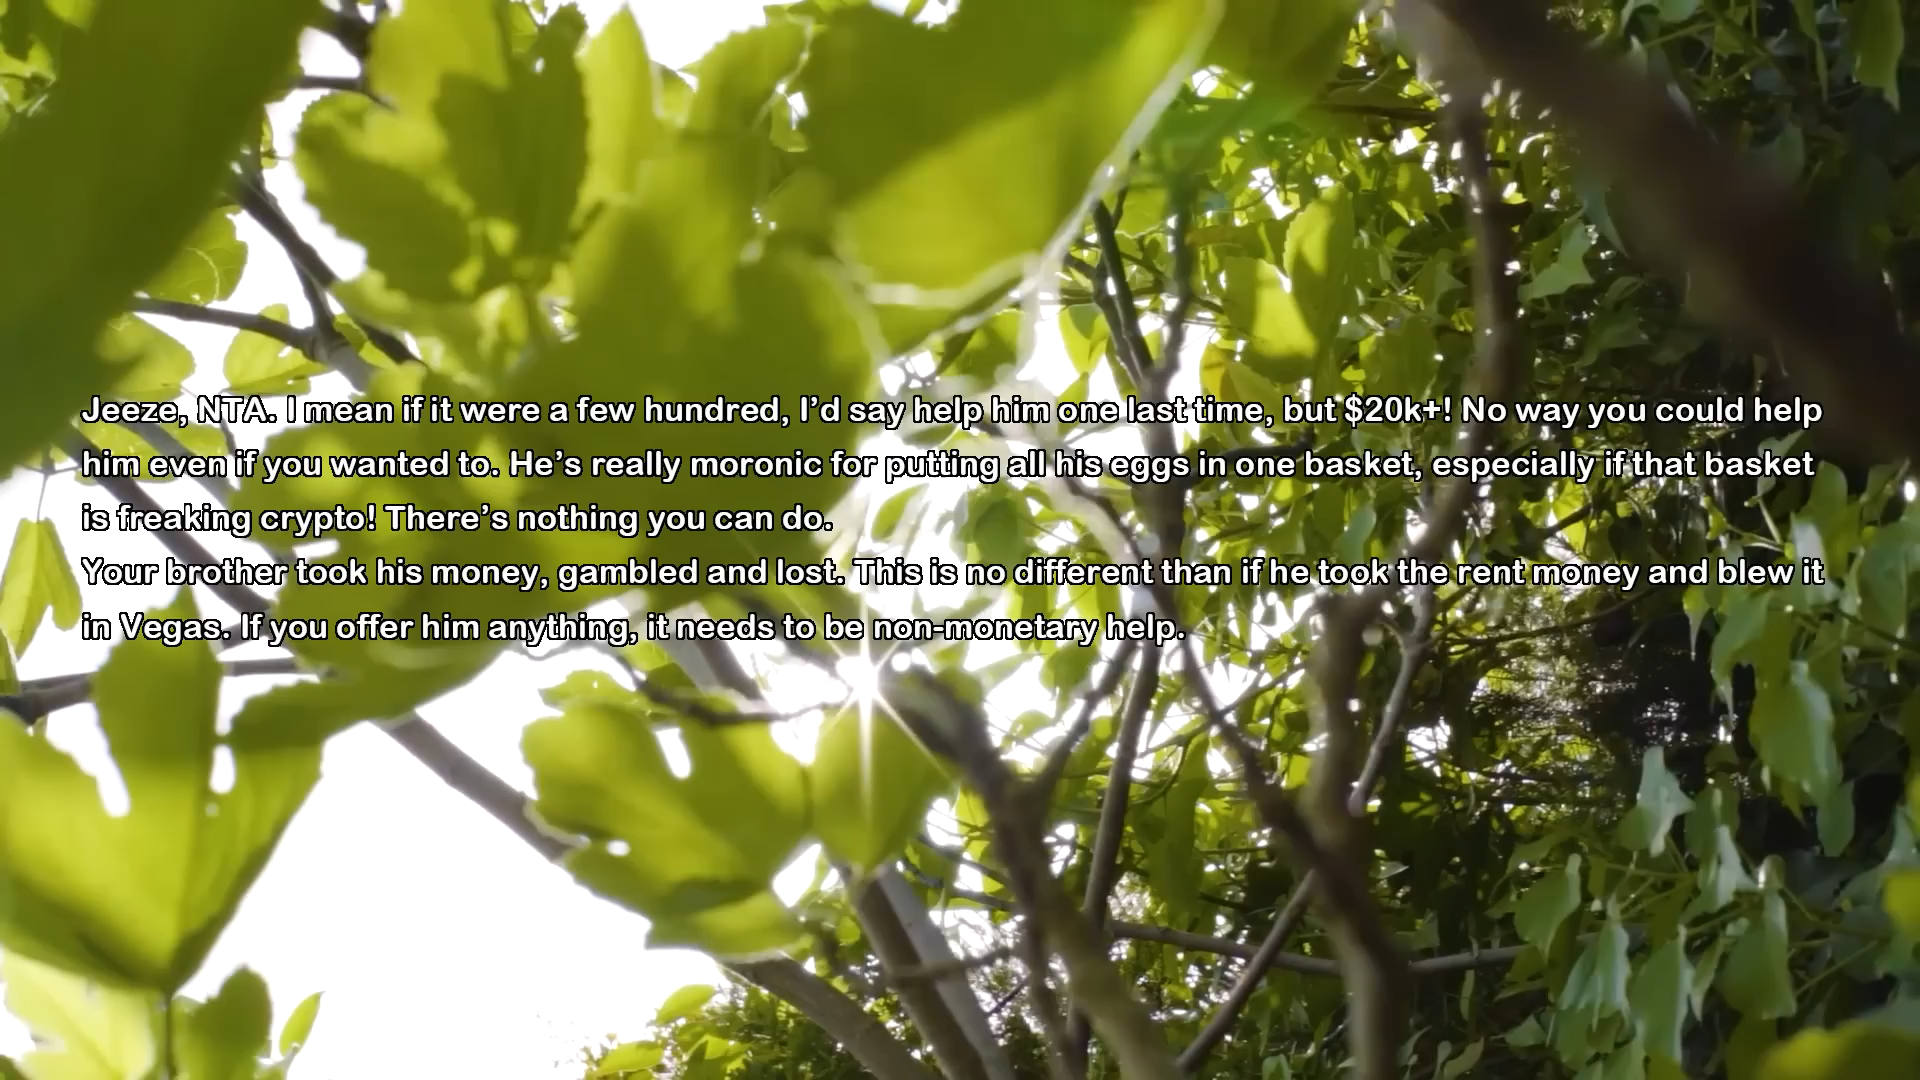 Jeeze, NTA. I mean if it were a few hundred, I’d say help him one last time, but $20k+! No way you could help
him even if you wanted to. He’s really moronic for putting all his eggs in one basket, especially if that basket
is freaking crypto! There’s nothing you can do.
Your brother took his money, gambled and lost. This is no different than if he took the rent money and blew it
in Vegas. If you offer him anything, it needs to be non-monetary help.